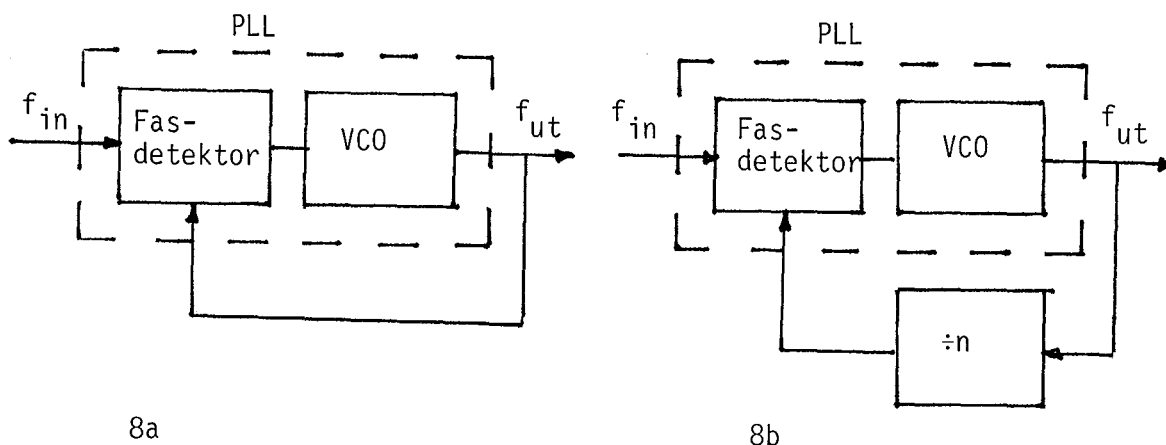 PLL
f_in
Fas-
detektor
VCO
f_ut
8a
PLL
f_in
Fas-
detektor
VCO
f_ut
÷n
8b